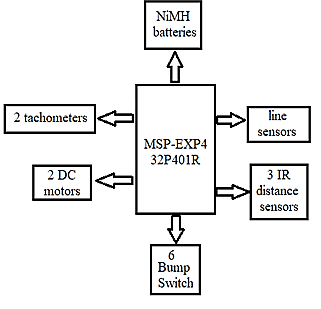 NiMH
batteries
2 tachometers
MSP-EXP4
32P401R
line
sensors
2 DC
motors
3 IR
distance
sensors
6
Bump
Switch